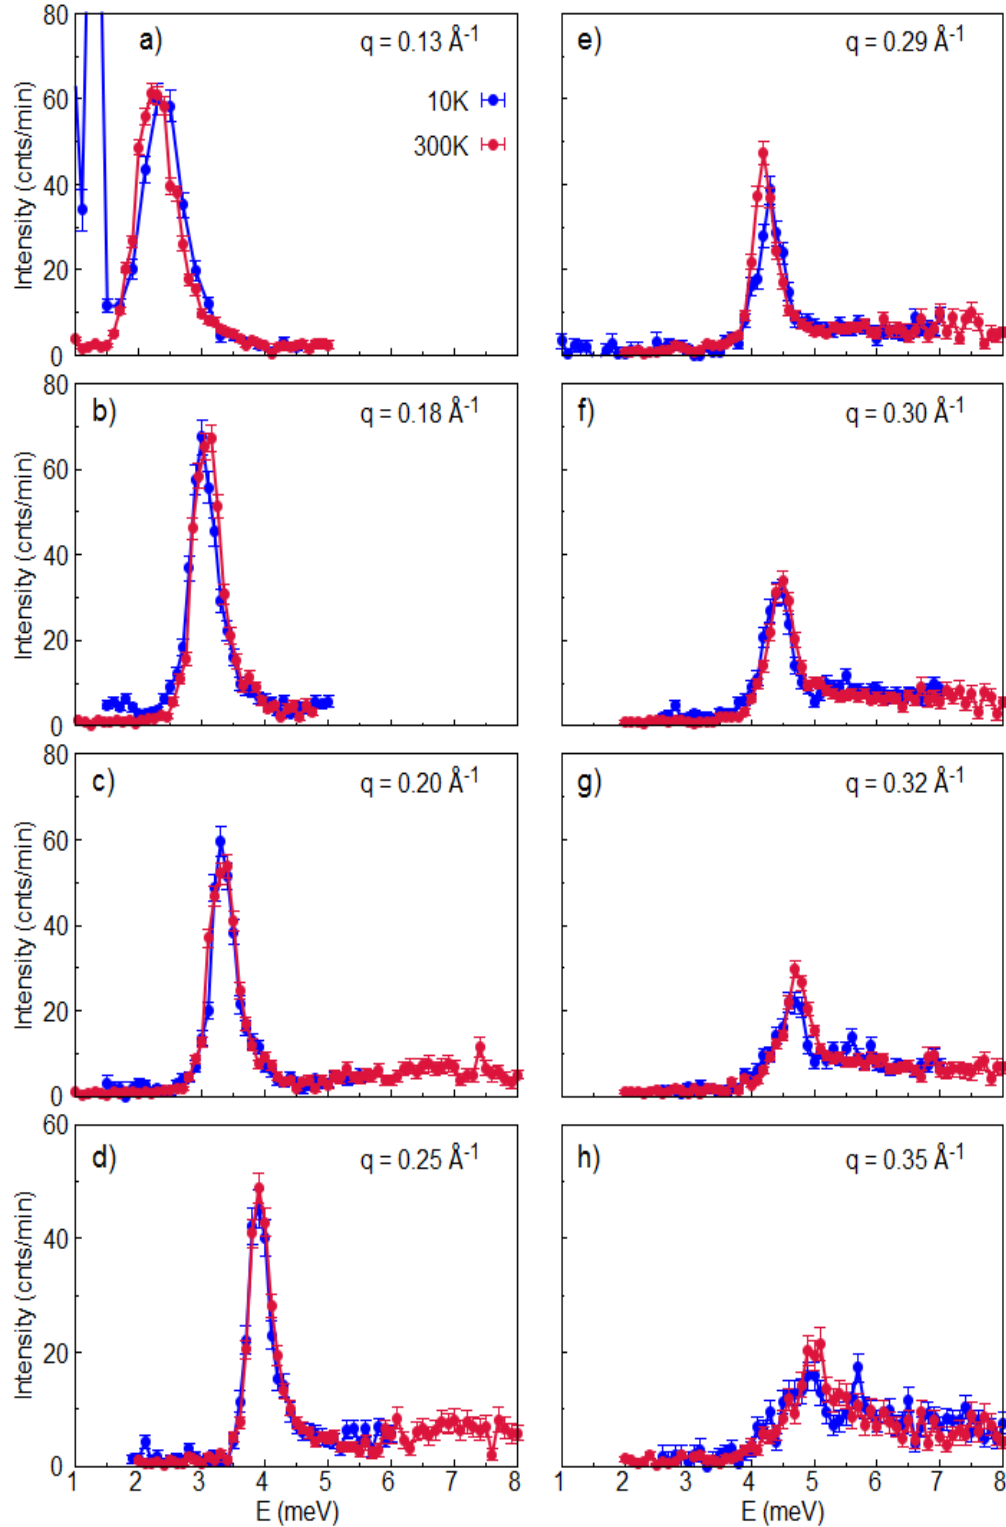 80
60
40
20
0
Intensity (cnts/min)
a)
q = 0.13 Å⁻¹
10K
300K
e)
q = 0.29 Å⁻¹
80
60
40
20
0
Intensity (cnts/min)
b)
q = 0.18 Å⁻¹
f)
q = 0.30 Å⁻¹
80
60
40
20
0
Intensity (cnts/min)
c)
q = 0.20 Å⁻¹
g)
q = 0.32 Å⁻¹
60
40
20
0
Intensity (cnts/min)
d)
q = 0.25 Å⁻¹
h)
q = 0.35 Å⁻¹
1 2 3 4 5 6 7 8
1 2 3 4 5 6 7 8
E (meV)
E (meV)